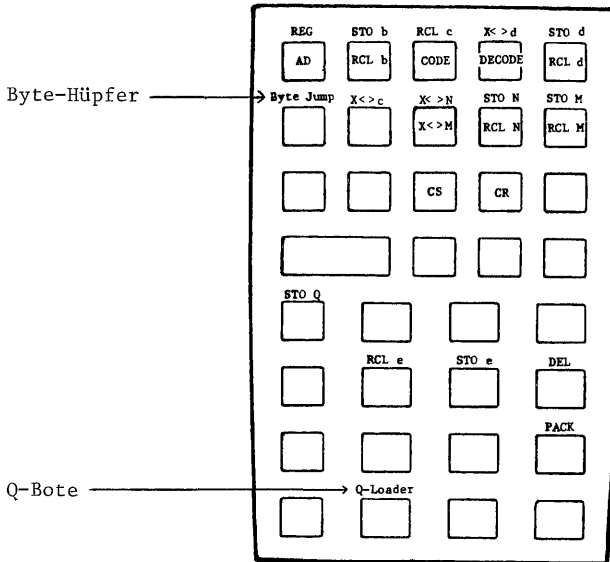 REG STO b RCL c X<>d STO d
AD RCL b CODE DECODE RCL d
Byte-Hüpfer Byte Jump X<>c X<>N STO N STO M
X<>M RCL N RCL M
CS CR
STO Q
RCL e STO e DEL
PACK
Q-Bote Q-Loader